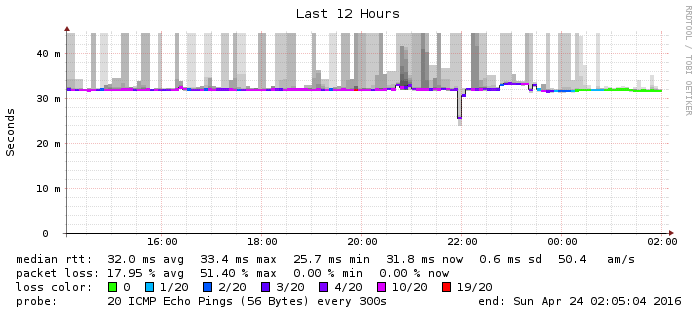 Last 12 Hours
RRDTOOL / TOBI OETIKER
Seconds
40 m
30 m
20 m
10 m
0
16:00 18:00 20:00 22:00 00:00 02:00
median rtt: 32.0 ms avg 33.4 ms max 25.7 ms min 31.8 ms now 0.6 ms sd 50.4 am/s
packet loss: 17.95 % avg 51.40 % max 0.00 % min 0.00 % now
loss color: 0 1/20 2/20 3/20 4/20 10/20 19/20
probe: 20 ICMP Echo Pings (56 Bytes) every 300s end: Sun Apr 24 02:05:04 2016